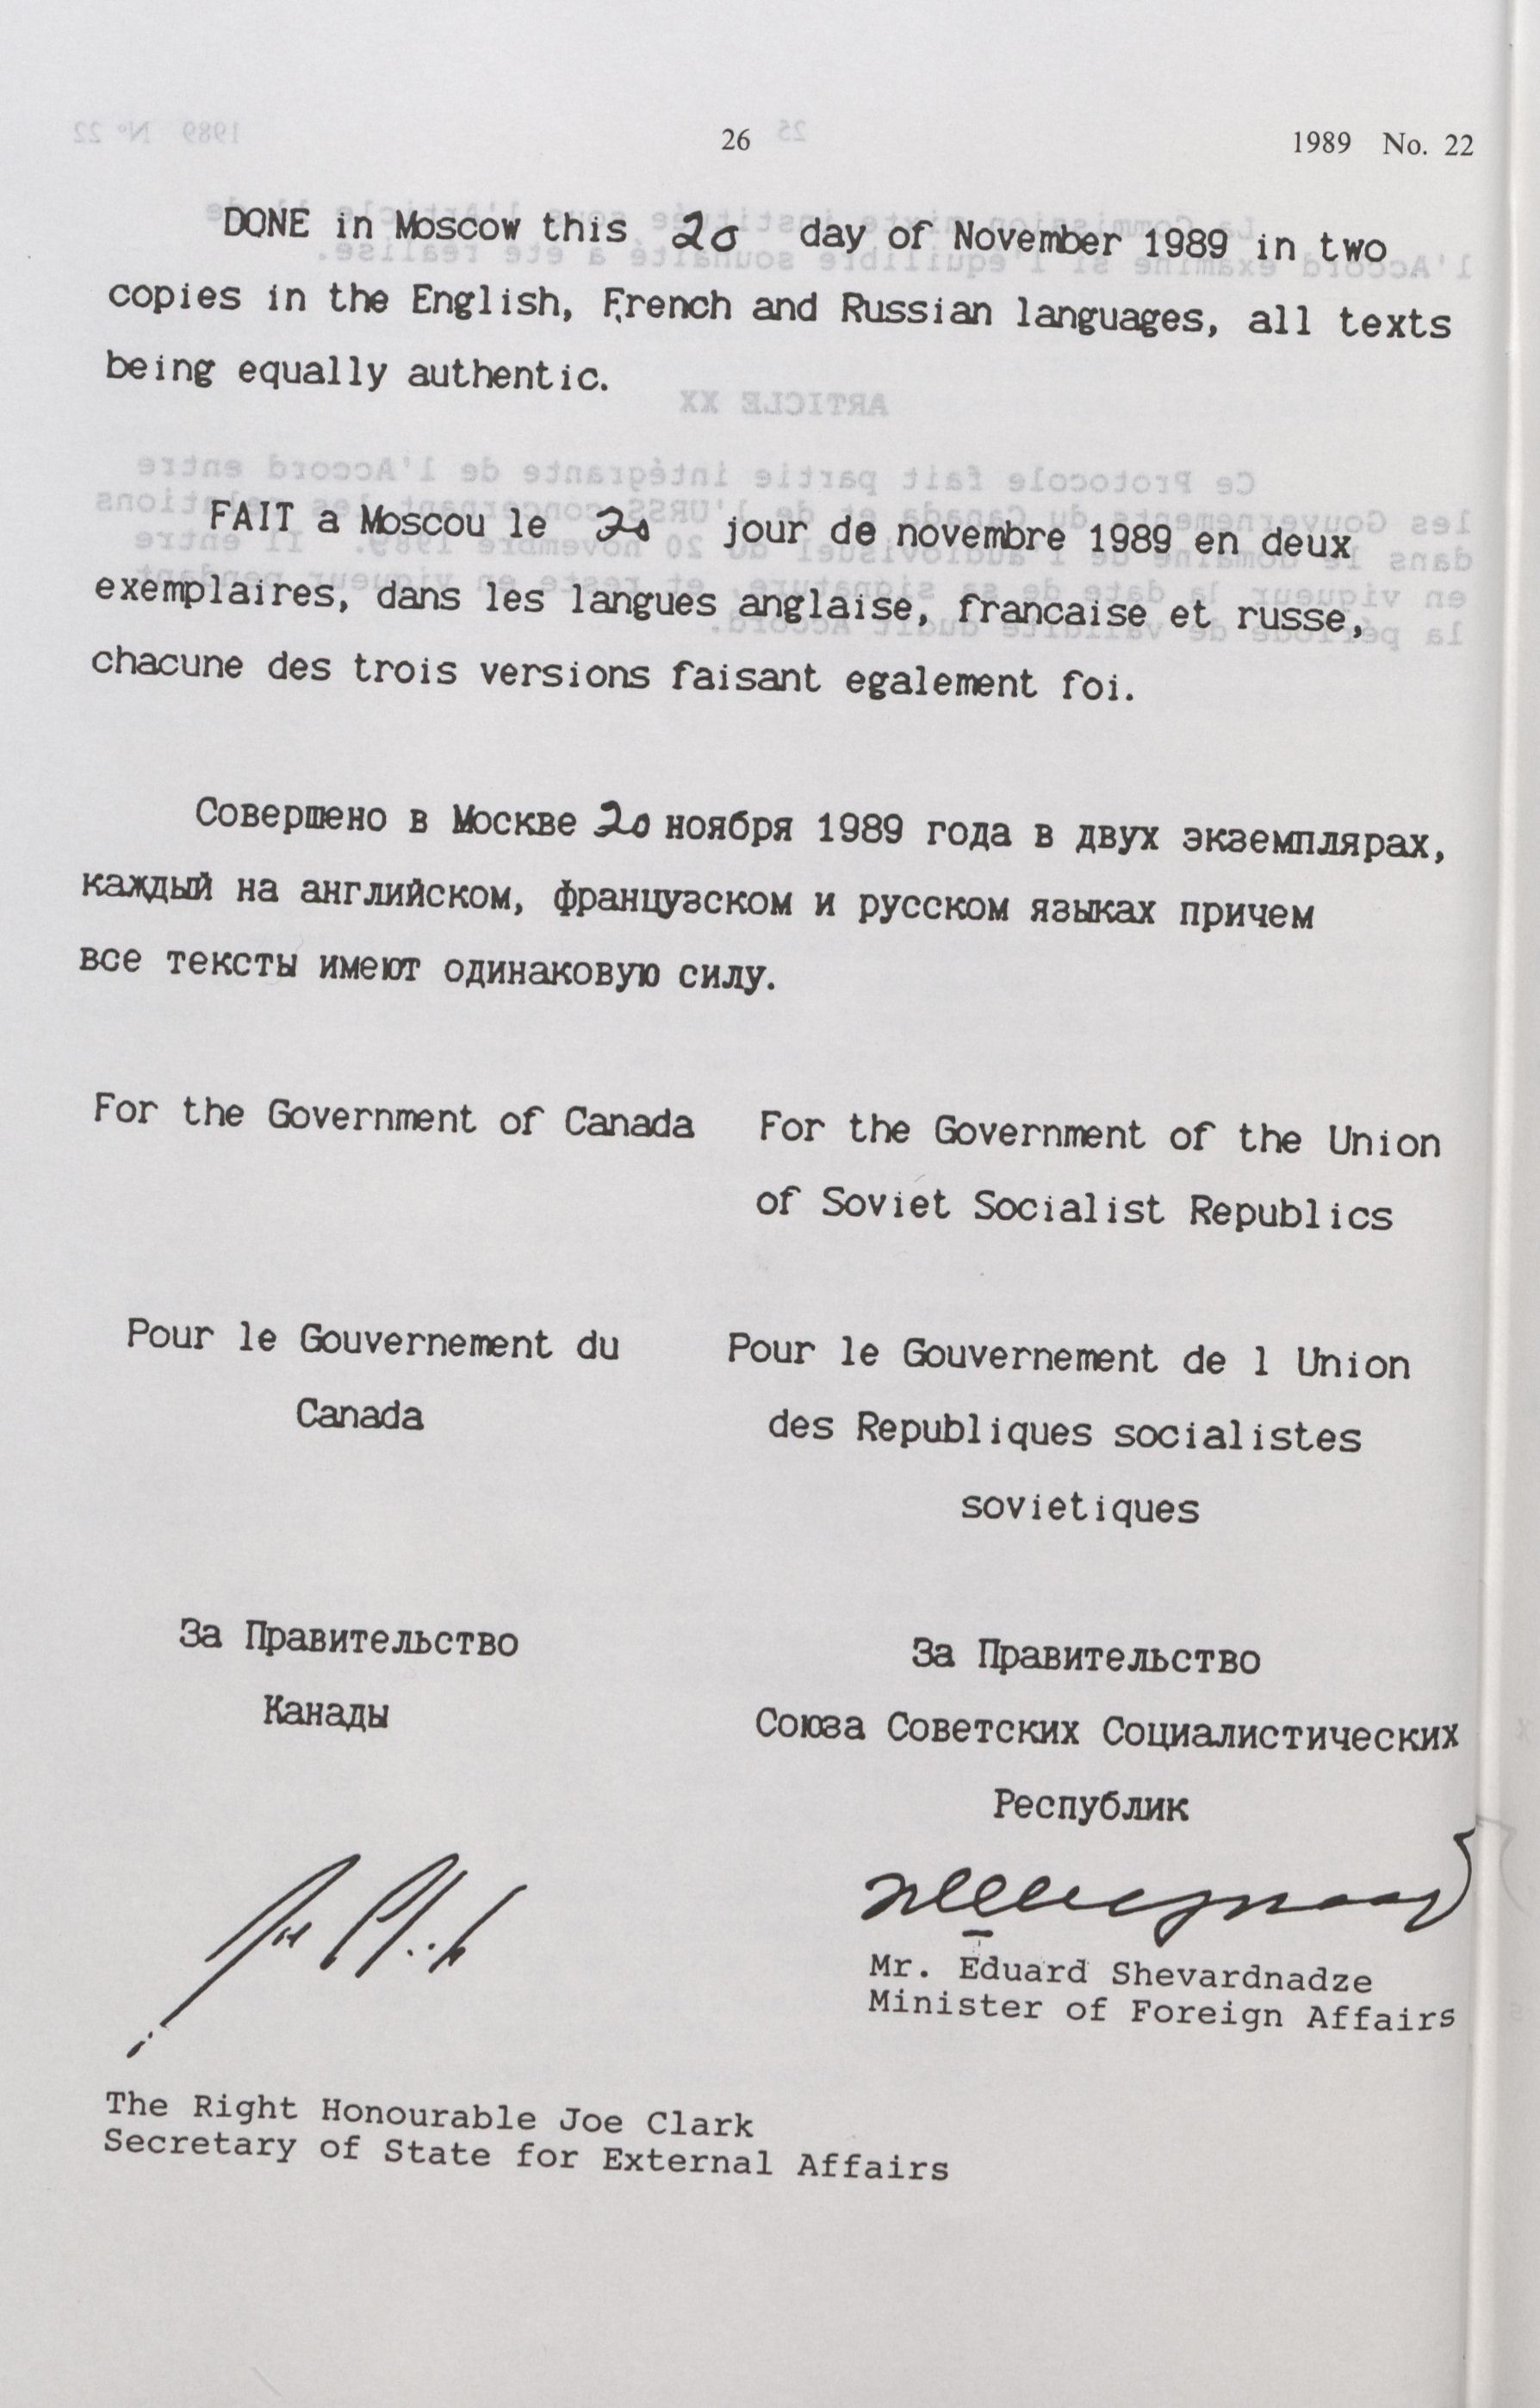 26
1989 No. 22
DONE in Moscow this 20 day of November 1989 in two
copies in the English, French and Russian languages, all texts
being equally authentic.
FAIT a Moscou le 20 jour de novembre 1989 en deux
exemplaires, dans les langues anglaise, francaise et russe,
chacune des trois versions faisant egalement foi.
Совершено в Москве 20 ноября 1989 года в двух экземплярах,
каждый на английском, французском и русском языках причем
все тексты имеют одинаковую силу.
For the Government of Canada
For the Government of the Union
of Soviet Socialist Republics
Pour le Gouvernement du
Canada
Pour le Gouvernement de l Union
des Republiques socialistes
sovietiques
За Правительство
Канады
За Правительство
Союза Советских Социалистических
Республик
Mr. Eduard Shevardnadze
Minister of Foreign Affairs
The Right Honourable Joe Clark
Secretary of State for External Affairs